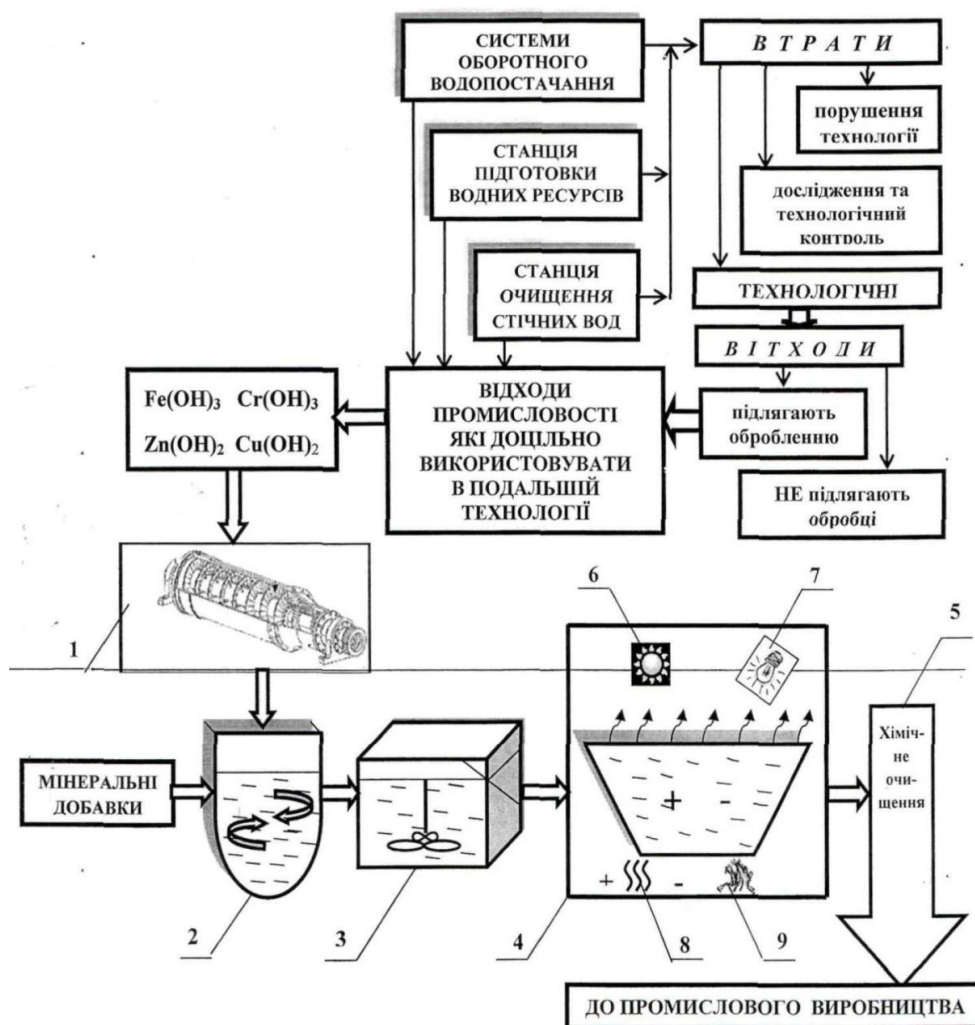 СИСТЕМИ
ОБОРОТНОГО
ВОДОПОСТАЧАННЯ
В Т Р А Т И
порушення
технології
СТАНЦІЯ
ПІДГОТОВКИ
ВОДНИХ РЕСУРСІВ
дослідження та
технологічний
контроль
СТАНЦІЯ
ОЧИЩЕННЯ
СТІЧНИХ ВОД
ТЕХНОЛОГІЧНІ
В І Т Х О Д И
Fe(OH)₃ Cr(OH)₃
Zn(OH)₂ Cu(OH)₂
ВІДХОДИ
ПРОМИСЛОВОСТІ
ЯКІ ДОЦІЛЬНО
ВИКОРИСТОВУВАТИ
В ПОДАЛЬШІЙ
ТЕХНОЛОГІЇ
підлягають
обробленню
НЕ підлягають
обробці
1
6
7
5
МІНЕРАЛЬНІ
ДОБАВКИ
+ -
+ -
Хіміч-
не
очи-
щення
2
3
4
8
9
ДО ПРОМИСЛОВОГО ВИРОБНИЦТВА